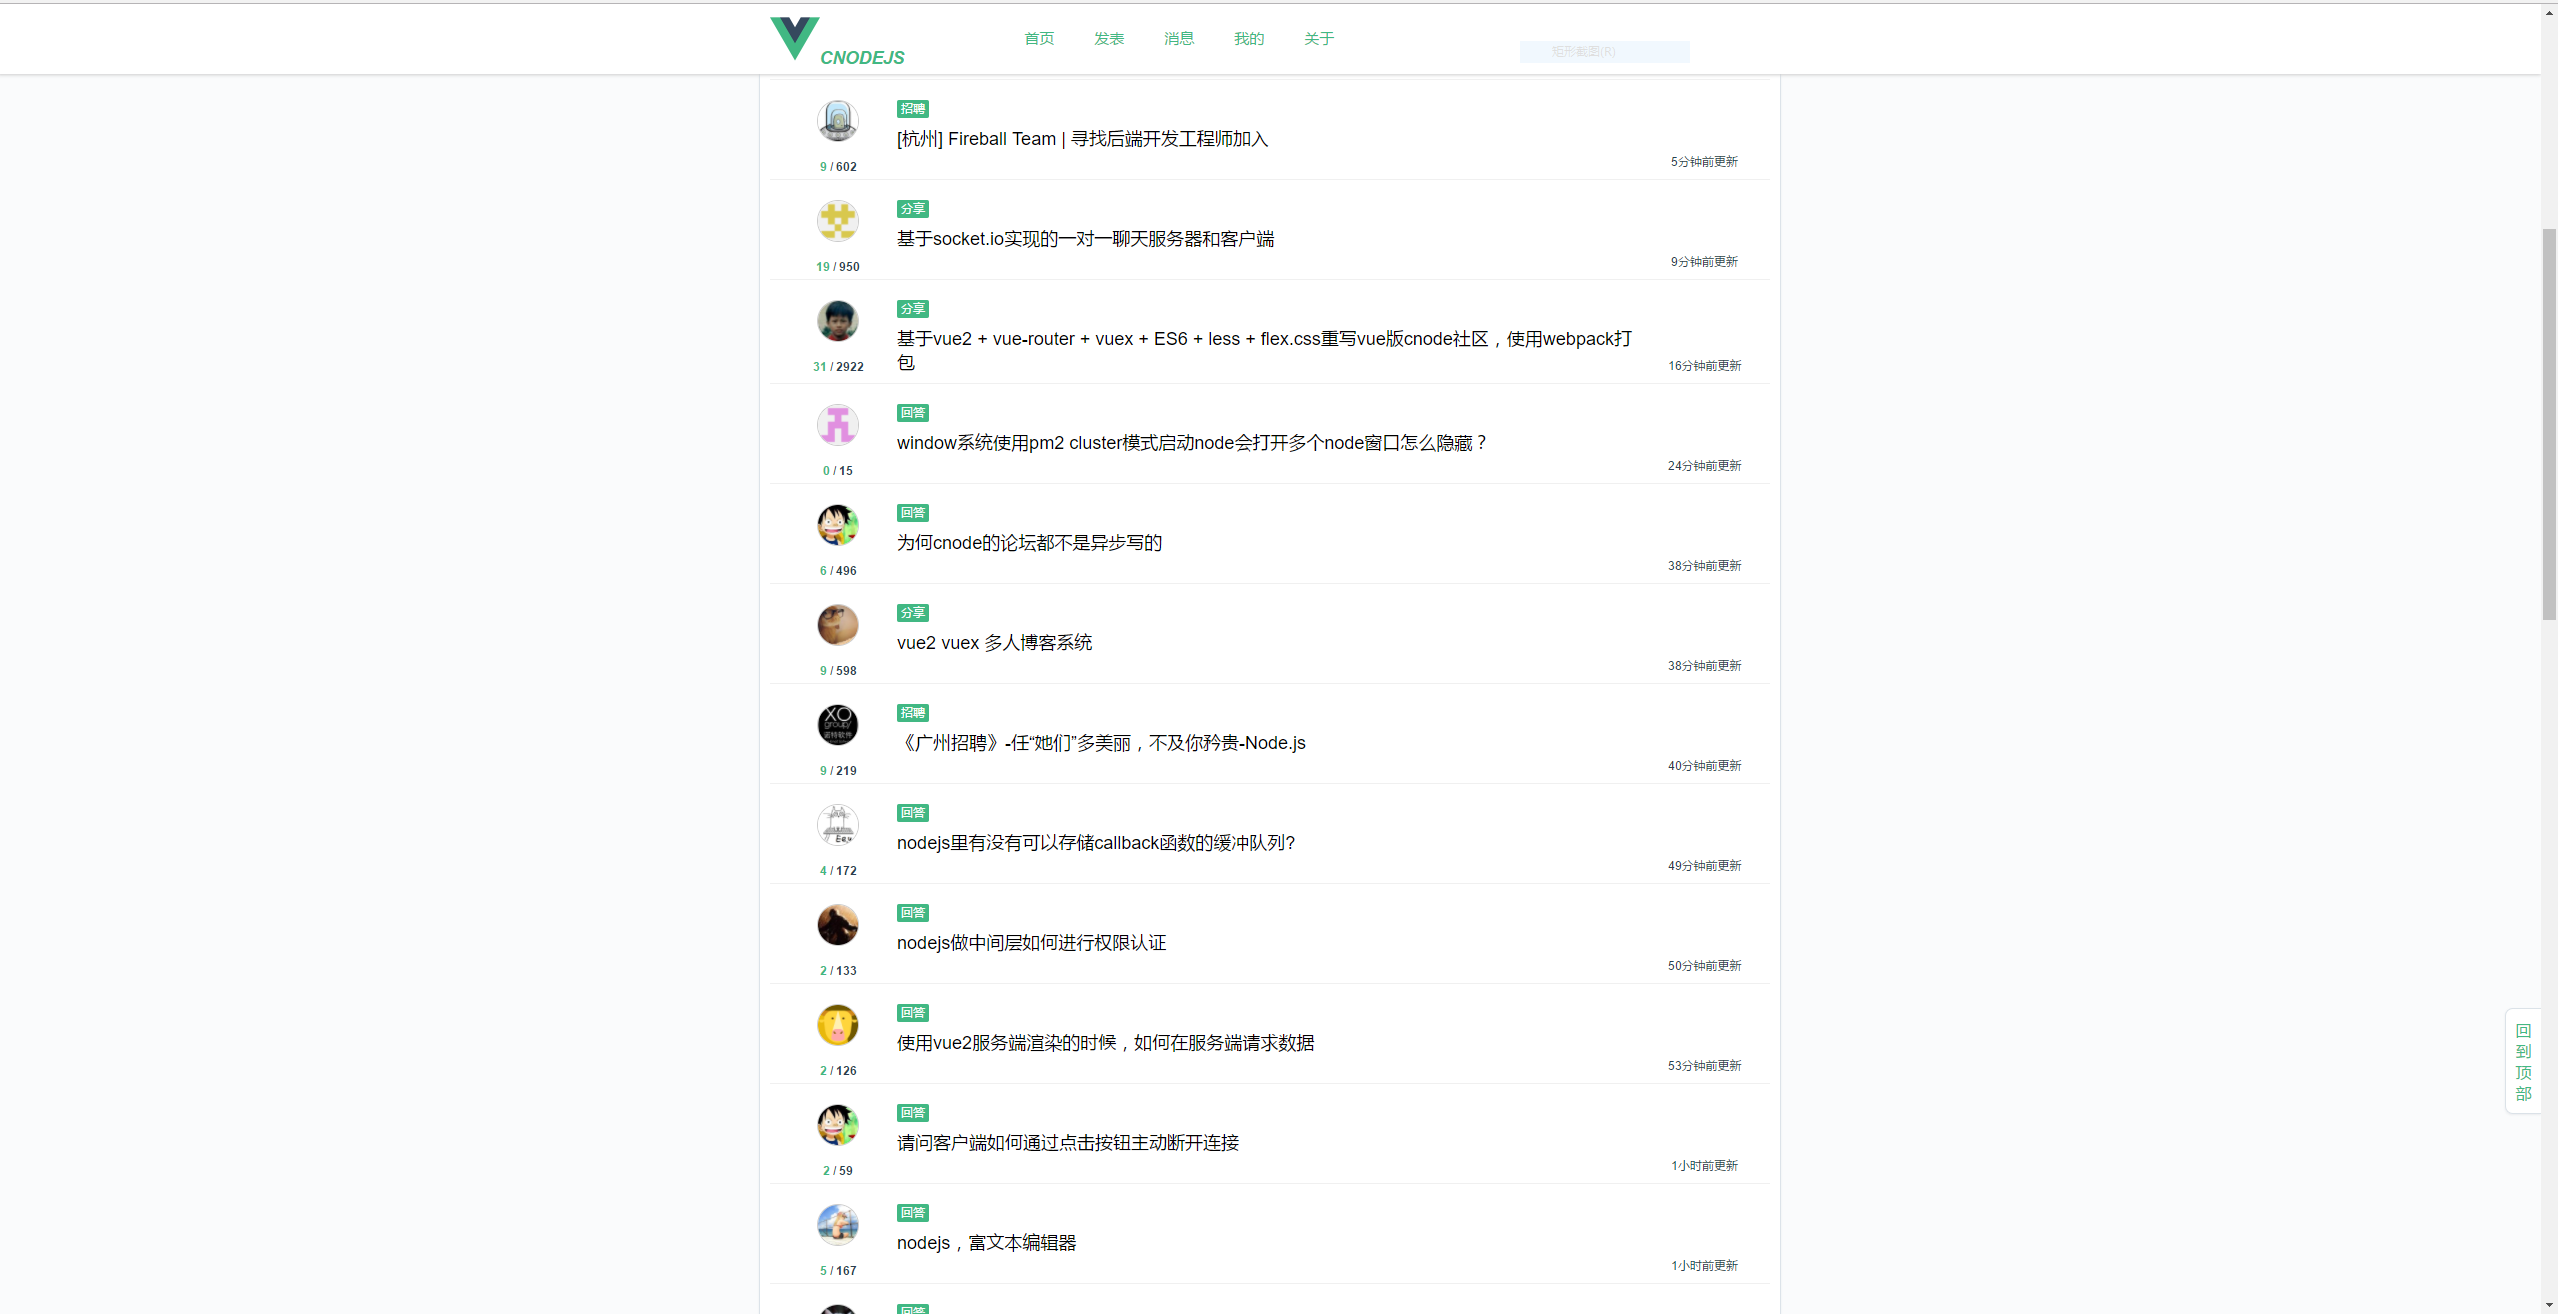 CNODEJS
首页 发表 消息 我的 关于
矩形截图(R)
招聘
[杭州] Fireball Team | 寻找后端开发工程师加入
9 / 602
5分钟前更新
分享
基于socket.io实现的一对一聊天服务器和客户端
19 / 950
9分钟前更新
分享
基于vue2 + vue-router + vuex + ES6 + less + flex.css重写vue版cnode社区，使用webpack打
包
31 / 2922
16分钟前更新
回答
window系统使用pm2 cluster模式启动node会打开多个node窗口怎么隐藏？
0 / 15
24分钟前更新
回答
为何cnode的论坛都不是异步写的
6 / 496
38分钟前更新
分享
vue2 vuex 多人博客系统
9 / 598
38分钟前更新
XO
group/
诺特软件
招聘
《广州招聘》-任“她们”多美丽，不及你矜贵-Node.js
9 / 219
40分钟前更新
回答
nodejs里有没有可以存储callback函数的缓冲队列?
4 / 172
49分钟前更新
回答
nodejs做中间层如何进行权限认证
2 / 133
50分钟前更新
回答
使用vue2服务端渲染的时候，如何在服务端请求数据
2 / 126
53分钟前更新
回答
请问客户端如何通过点击按钮主动断开连接
2 / 59
1小时前更新
回答
nodejs，富文本编辑器
5 / 167
1小时前更新
回答
回
到
顶
部